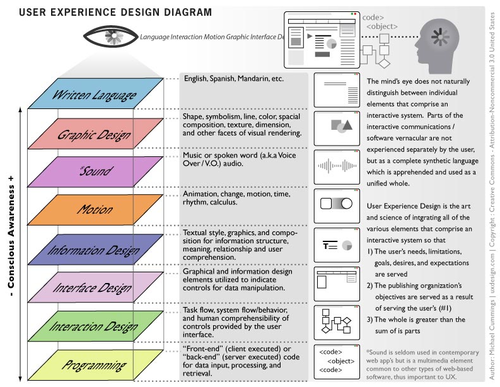 USER EXPERIENCE DESIGN DIAGRAM
Language Interaction Motion Graphic Interface De
code>
<object>
Written Language
English, Spanish, Mandarin, etc.
Graphic Design
Shape, symbolism, line, color, spacial
composition, texture, dimension,
and other facets of visual rendering.
*Sound
Music or spoken word (a.k.a Voice
Over / V.O.) audio.
Motion
Animation, change, motion, time,
rhythm, calculus.
Information Design
Textual style, graphics, and compo-
sition for information structure,
meaning, relationship and user
comprehension.
Interface Design
Graphical and information design
elements utilized to indicate
controls for data manipulation.
Interaction Design
Task flow, system flow/behavior,
and human comprehensibility of
controls provided by the user
interface.
Programming
"Front-end" (client executed) or
"back-end" (server executed) code
for data input, processing, and
retrieval.
- Conscious Awareness +
<code>
<object>
<code>
The mind's eye does not naturally
distinguish between individual
elements that comprise an
interactive system. Parts of the
interactive communications /
software vernacular are not
experienced separately by the user,
but as a complete synthetic language
which is apprehended and used as a
unified whole.
User Experience Design is the art
and science of ingrating all of the
various elements that comprise an
interactive system so that
1) The user's needs, limitations,
goals, desires, and expectations
are served
2) The publishing organization's
objectives are served as a result
of serving the user's (#1)
3) The whole is greater than the
sum of is parts
*Sound is seldom used in contemporary
web app's but is a multimedia element
common to other types of web-based
software, thus important to UX.
Author: Michael Cummings | uxdesign.com | Copyright: Creative Commons - Attribution-Noncommercial 3.0 United States